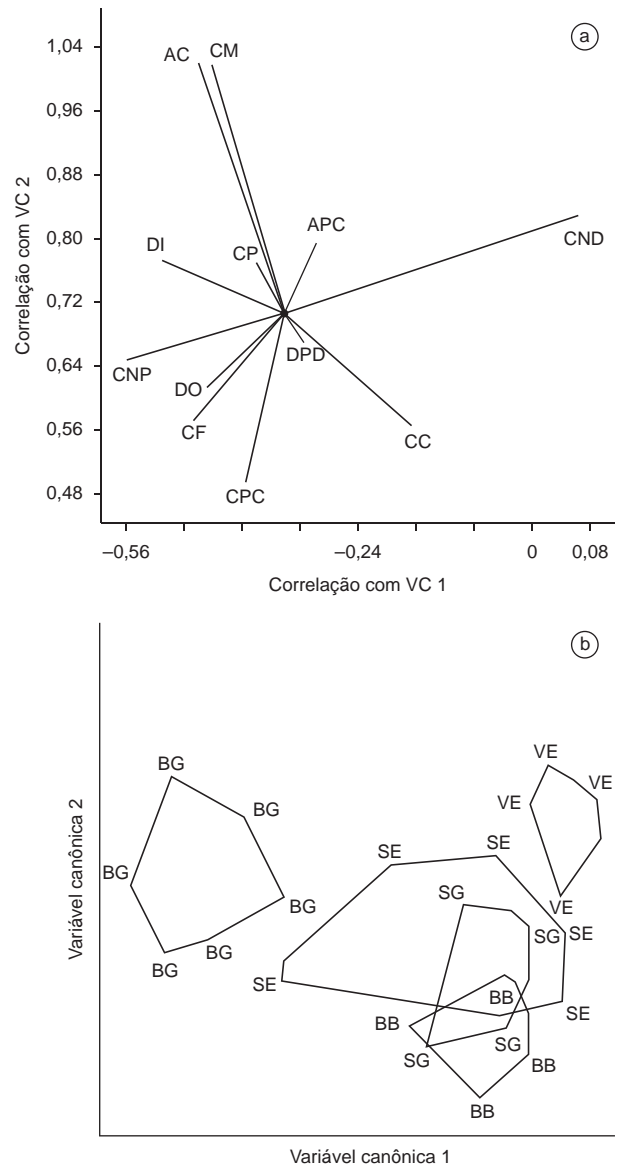 a
1,04
AC CM
0,96
0,88
Correlação com VC 2
0,80
APC
CND
DI
CP
0,72
DPD
0,64
CNP
DO
0,56
CF
CC
0,48
CPC
–0,56 –0,24 0 0,08
Correlação com VC 1
b
VE
BG
VE
VE
BG
Variável canônica 2
SE SE
BG
SG
VE
BG
SG SE
BG
BG
SE
BB
SE
BB
SG
SG
BB
BB
Variável canônica 1